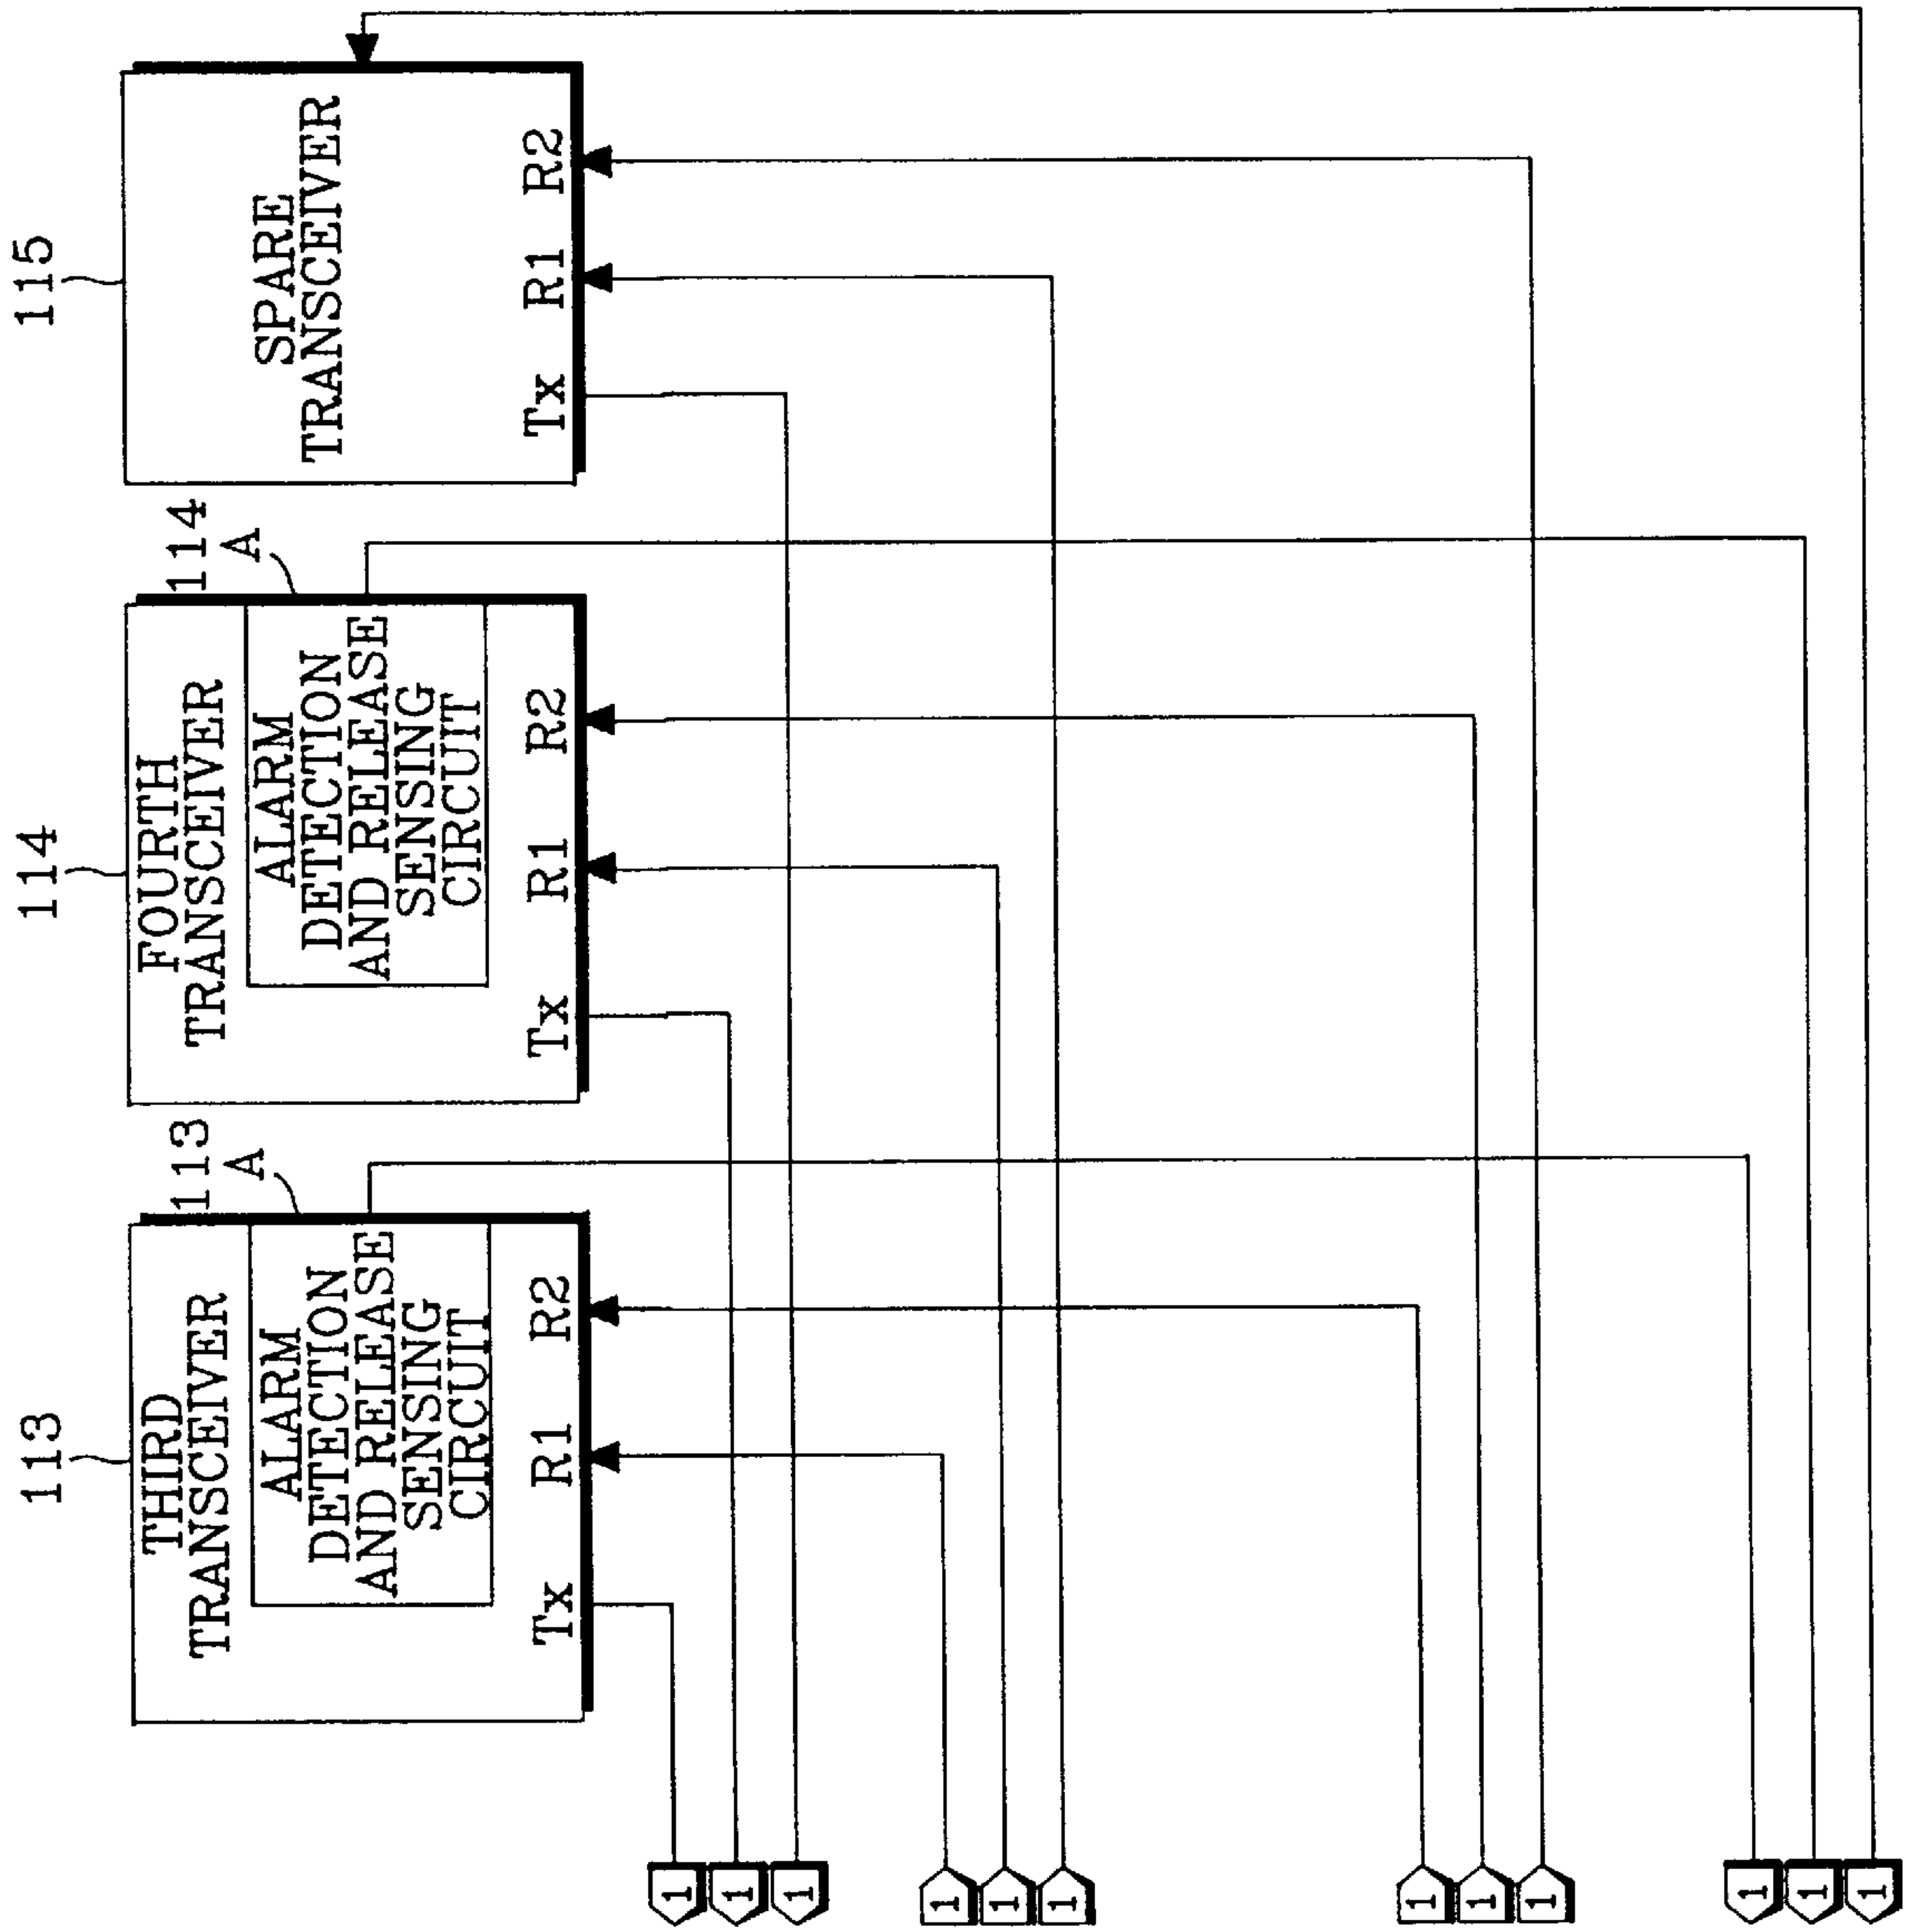 113
THIRD
TRANSCEIVER
113
A
ALARM
DETECTION
AND RELEASE
SENSING
CIRCUIT
Tx
R1
R2
114
FOURTH
TRANSCEIVER
114
A
ALARM
DETECTION
AND RELEASE
SENSING
CIRCUIT
Tx
R1
R2
115
SPARE
TRANSCEIVER
Tx
R1
R2
1
1
1
1
1
1
1
1
1
1
1
1